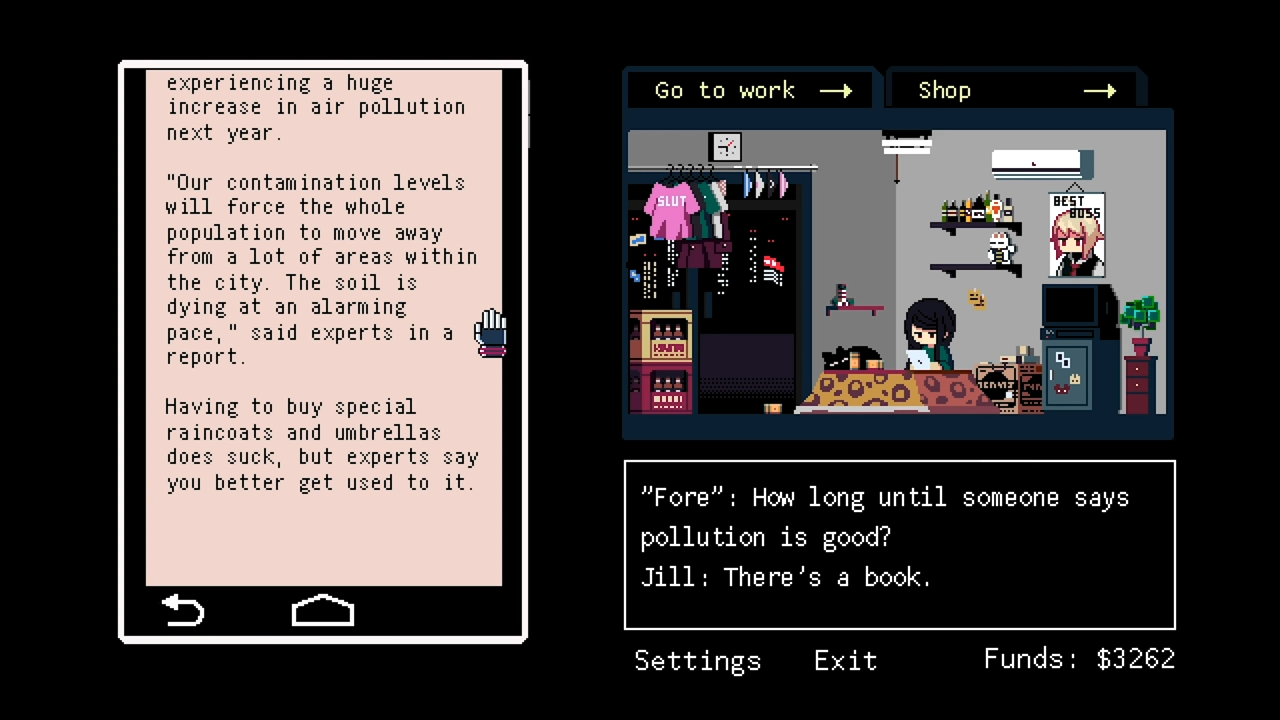 experiencing a huge
increase in air pollution
next year.
"Our contamination levels
will force the whole
population to move away
from a lot of areas within
the city. The soil is
dying at an alarming
pace," said experts in a
report.
Having to buy special
raincoats and umbrellas
does suck, but experts say
you better get used to it.
Go to work →
Shop →
SLUT
BEST
BOSS
"Fore": How long until someone says
pollution is good?
Jill: There's a book.
Settings
Exit
Funds: $3262